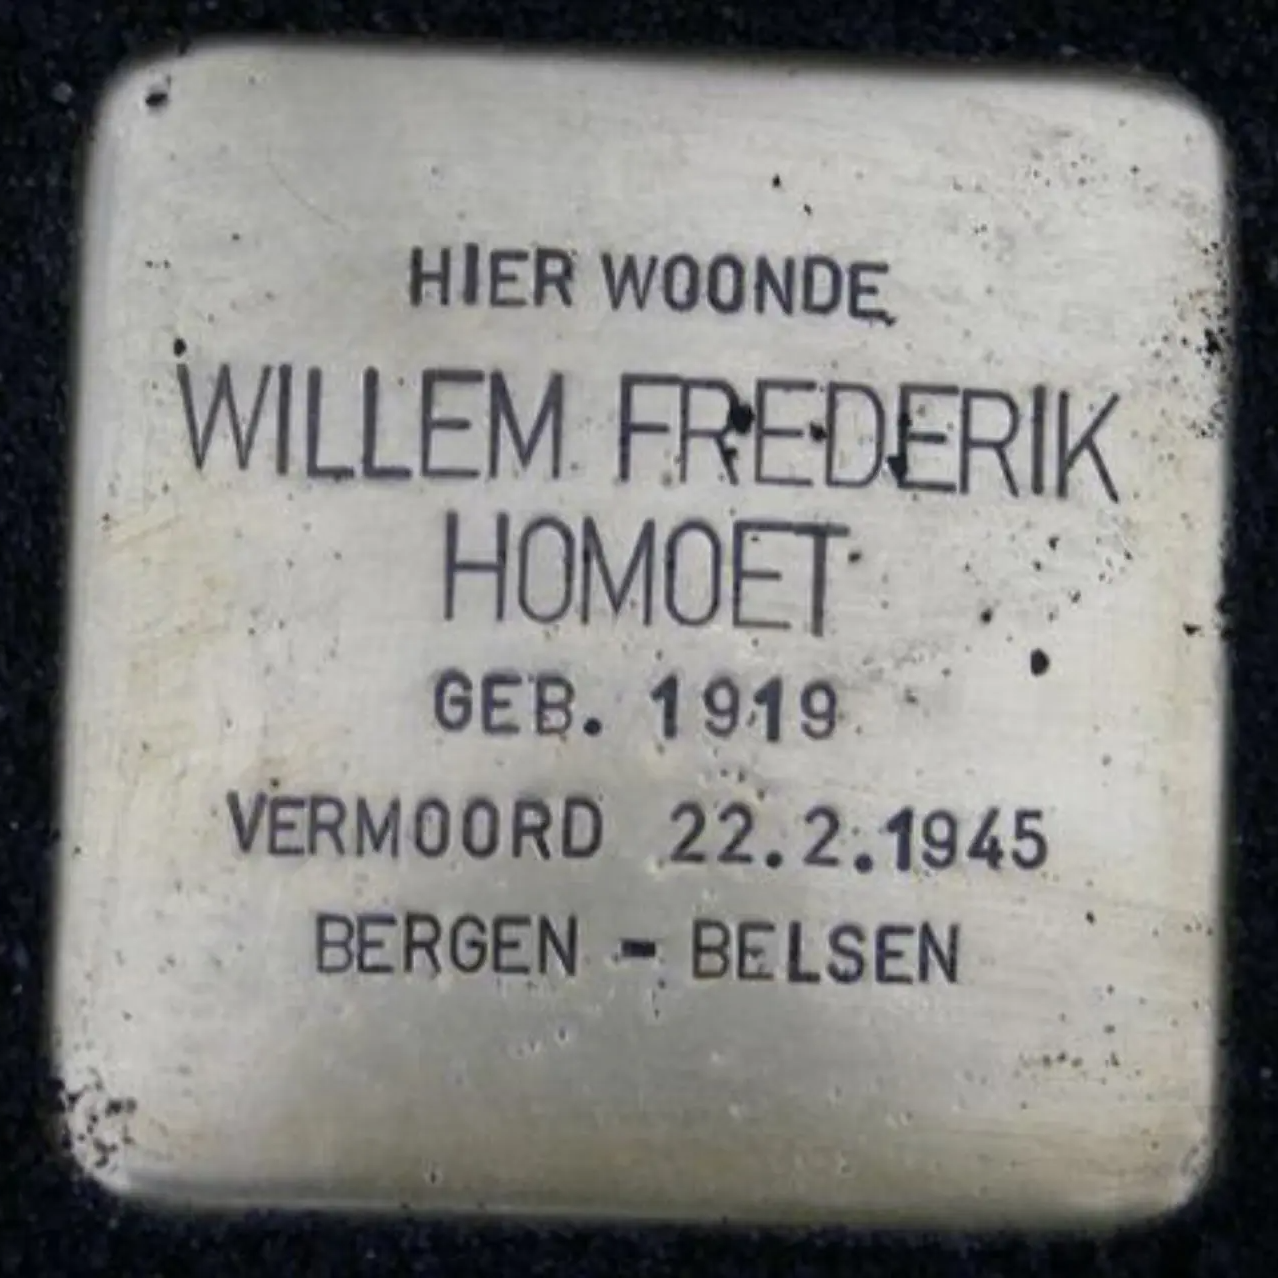 HIER WOONDE
WILLEM FREDERIK
HOMOET
GEB. 1919
VERMOORD 22.2.1945
BERGEN - BELSEN